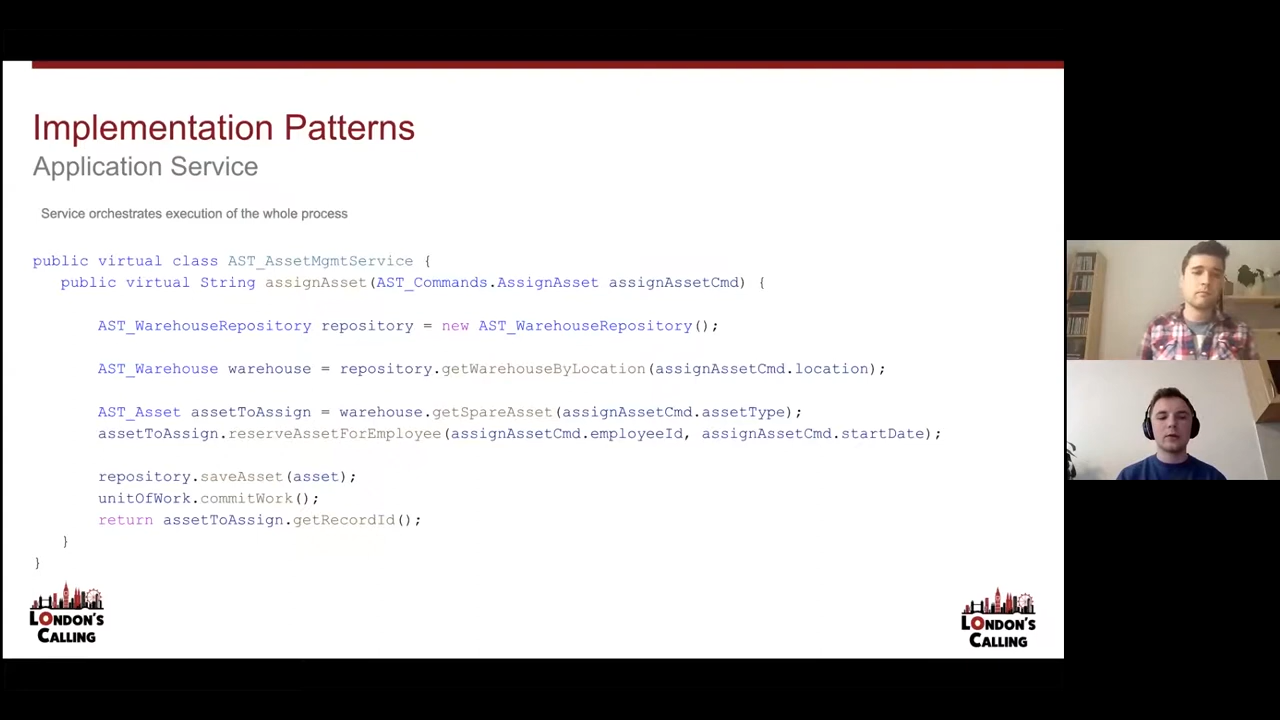 Implementation Patterns
Application Service
Service orchestrates execution of the whole process
public virtual class AST_AssetMgmtService {
public virtual String assignAsset(AST_Commands.AssignAsset assignAssetCmd) {
AST_WarehouseRepository repository = new AST_WarehouseRepository();
AST_Warehouse warehouse = repository.getWarehouseByLocation(assignAssetCmd.location);
AST_Asset assetToAssign = warehouse.getSpareAsset(assignAssetCmd.assetType);
assetToAssign.reserveAssetForEmployee(assignAssetCmd.employeeId, assignAssetCmd.startDate);
repository.saveAsset(asset);
unitOfWork.commitWork();
return assetToAssign.getRecordId();
}
}
LONDON'S
CALLING
LONDON'S
CALLING